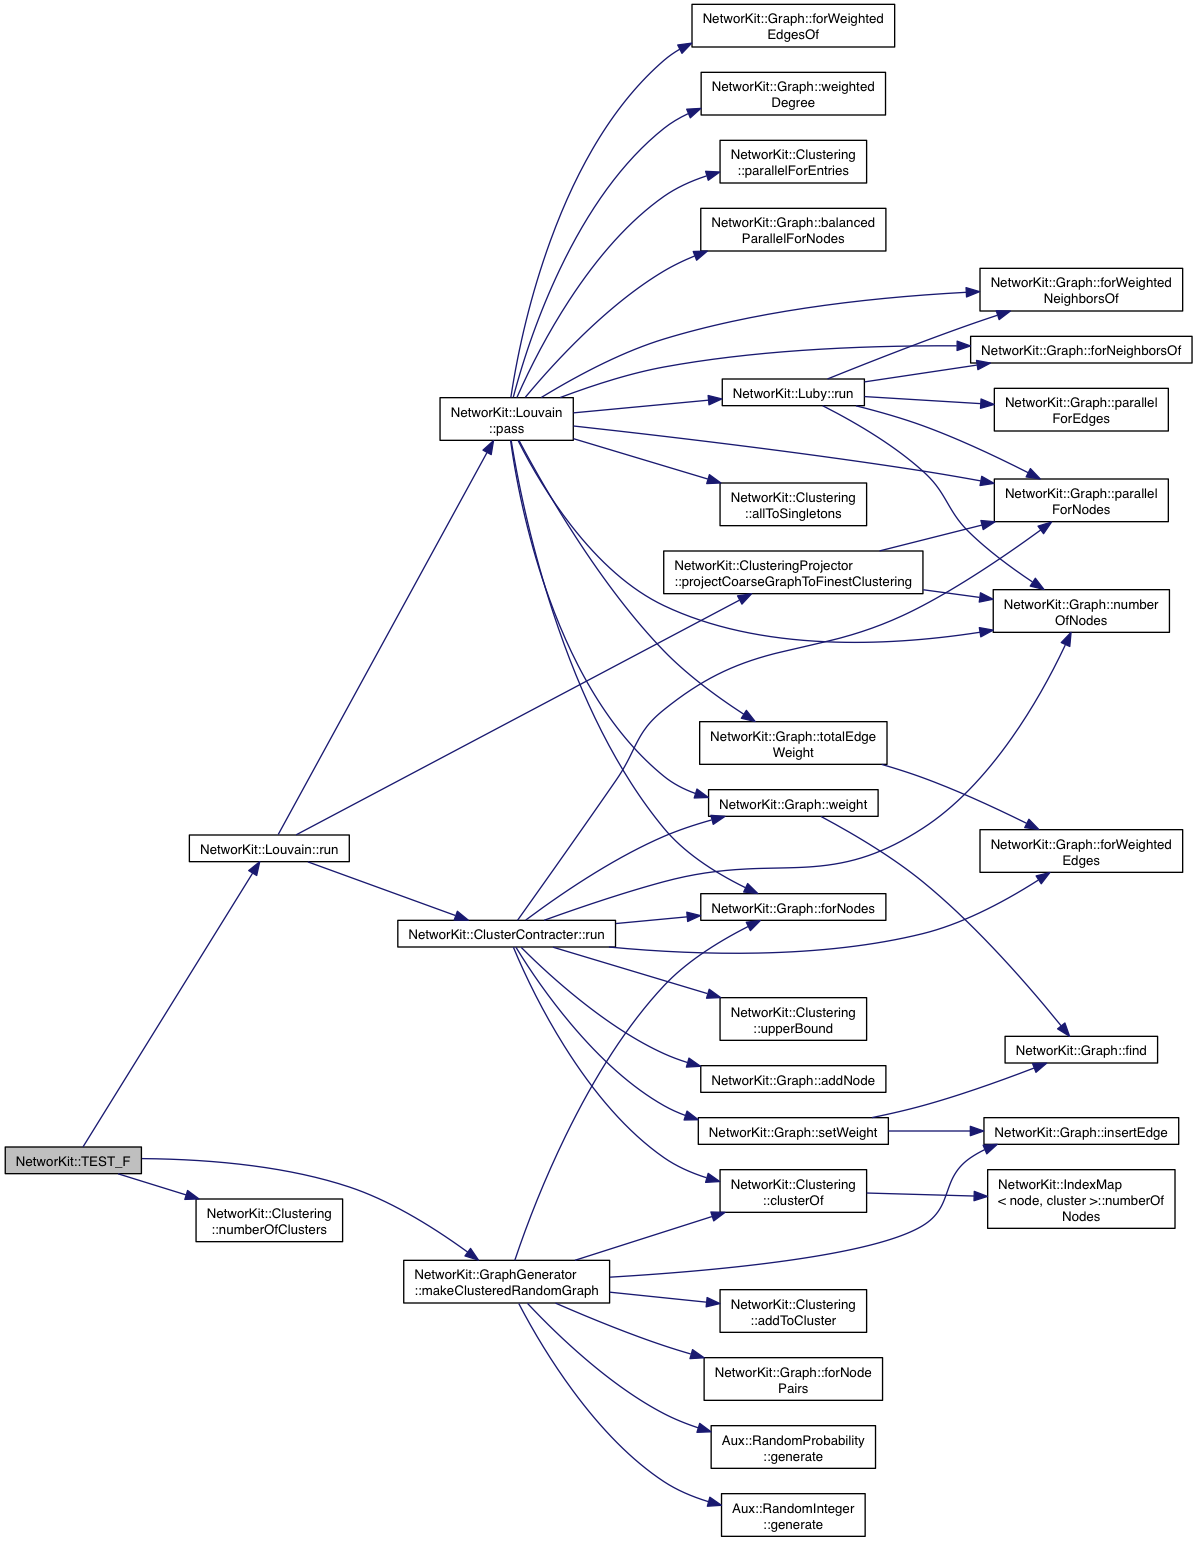 NetworKit::Graph::forWeighted
EdgesOf
NetworKit::Graph::weighted
Degree
NetworKit::Clustering
::parallelForEntries
NetworKit::Graph::balanced
ParallelForNodes
NetworKit::Graph::forWeighted
NeighborsOf
NetworKit::Graph::forNeighborsOf
NetworKit::Luby::run
NetworKit::Graph::parallel
ForEdges
NetworKit::Louvain
::pass
NetworKit::Clustering
::allToSingletons
NetworKit::Graph::parallel
ForNodes
NetworKit::ClusteringProjector
::projectCoarseGraphToFinestClustering
NetworKit::Graph::number
OfNodes
NetworKit::Graph::totalEdge
Weight
NetworKit::Graph::weight
NetworKit::Louvain::run
NetworKit::Graph::forWeighted
Edges
NetworKit::Graph::forNodes
NetworKit::ClusterContracter::run
NetworKit::Clustering
::upperBound
NetworKit::Graph::find
NetworKit::Graph::addNode
NetworKit::Graph::setWeight
NetworKit::Graph::insertEdge
NetworKit::TEST_F
NetworKit::Clustering
::clusterOf
NetworKit::IndexMap
< node, cluster >::numberOf
Nodes
NetworKit::Clustering
::numberOfClusters
NetworKit::GraphGenerator
::makeClusteredRandomGraph
NetworKit::Clustering
::addToCluster
NetworKit::Graph::forNode
Pairs
Aux::RandomProbability
::generate
Aux::RandomInteger
::generate